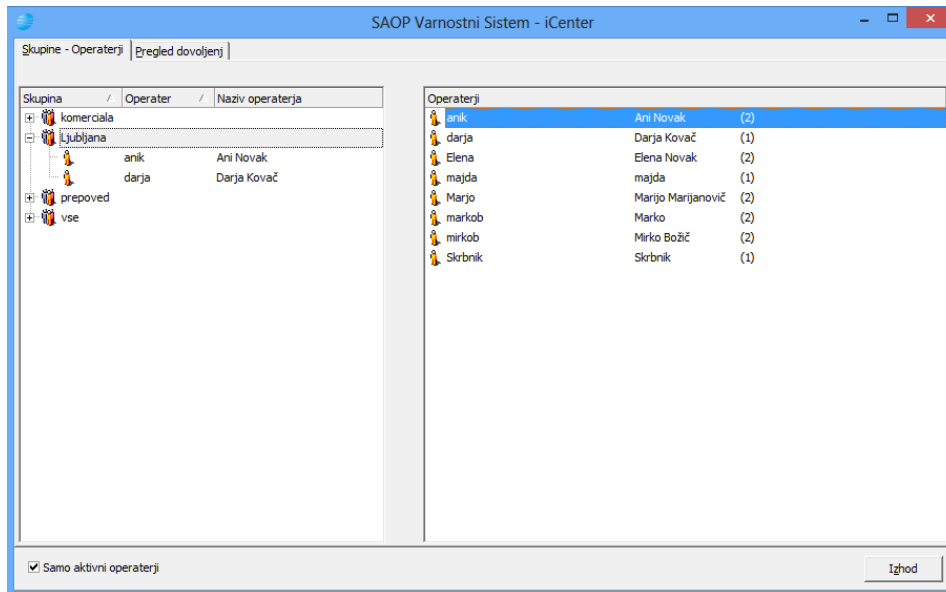 SAOP Varnostni Sistem - iCenter
Skupine - Operaterji Pregled dovoljenj
Skupina Operater Naziv operaterja
komerciala
Ljubljana
anik Ani Novak
darja Darja Kovač
prepoved
vse
Operaterji
anik Ani Novak (2)
darja Darja Kovač (1)
Elena Elena Novak (2)
majda majda (1)
Marjo Marijo Marijanovič (2)
markob Marko (2)
mirkob Mirko Božič (2)
Skrbnik Skrbnik (1)
Samo aktivni operaterji
Izhod